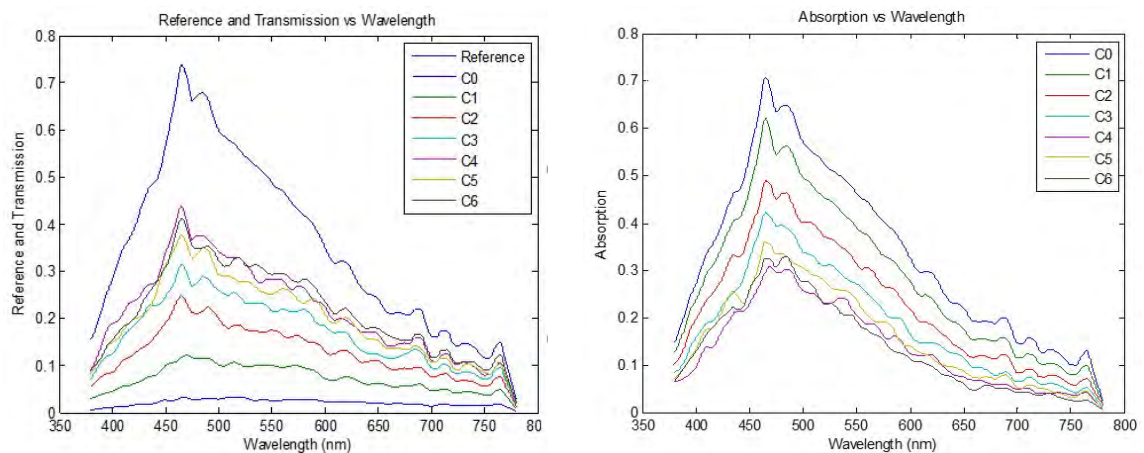 Reference and Transmission vs Wavelength
0.8
0.7
0.6
0.5
0.4
0.3
0.2
0.1
0
Reference and Transmission
350 400 450 500 550 600 650 700 750 800
Wavelength (nm)
Reference
C0
C1
C2
C3
C4
C5
C6
Absorption vs Wavelength
0.8
0.7
0.6
0.5
0.4
0.3
0.2
0.1
0
Absorption
350 400 450 500 550 600 650 700 750 800
Wavelength (nm)
C0
C1
C2
C3
C4
C5
C6